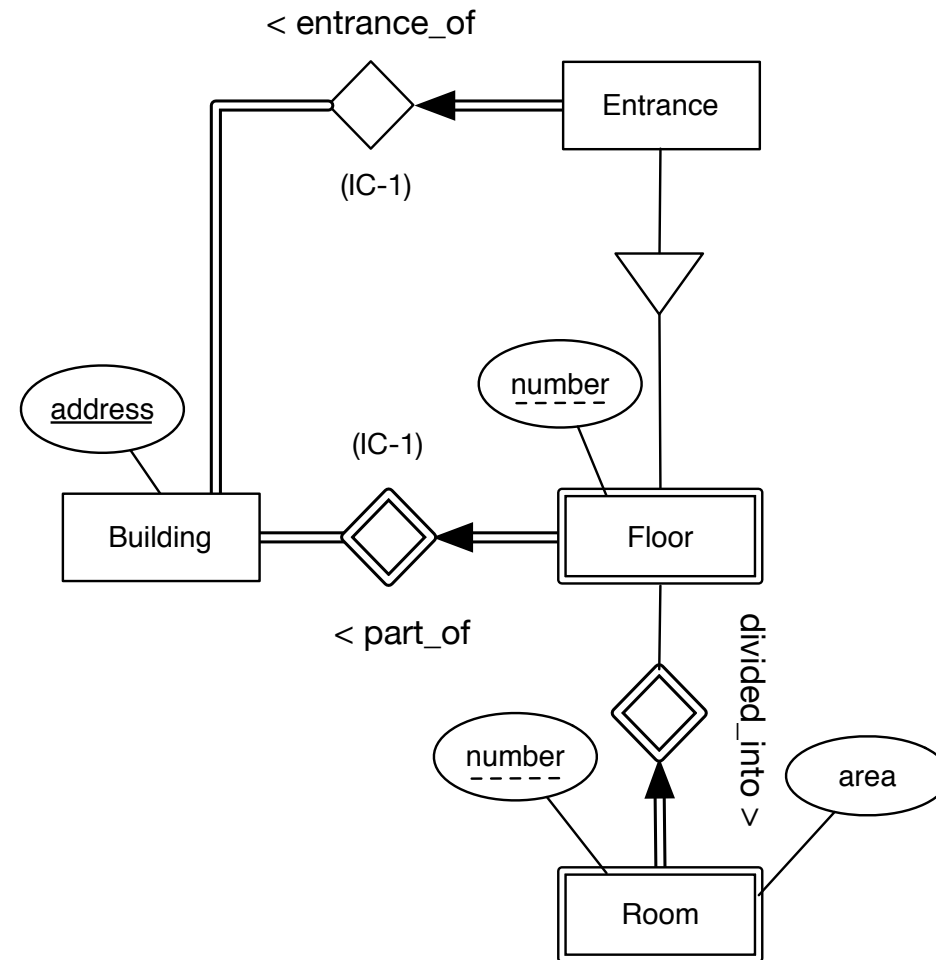 < entrance_of
Entrance
(IC-1)
number
address
(IC-1)
Building
Floor
< part_of
divided_into >
number
area
Room